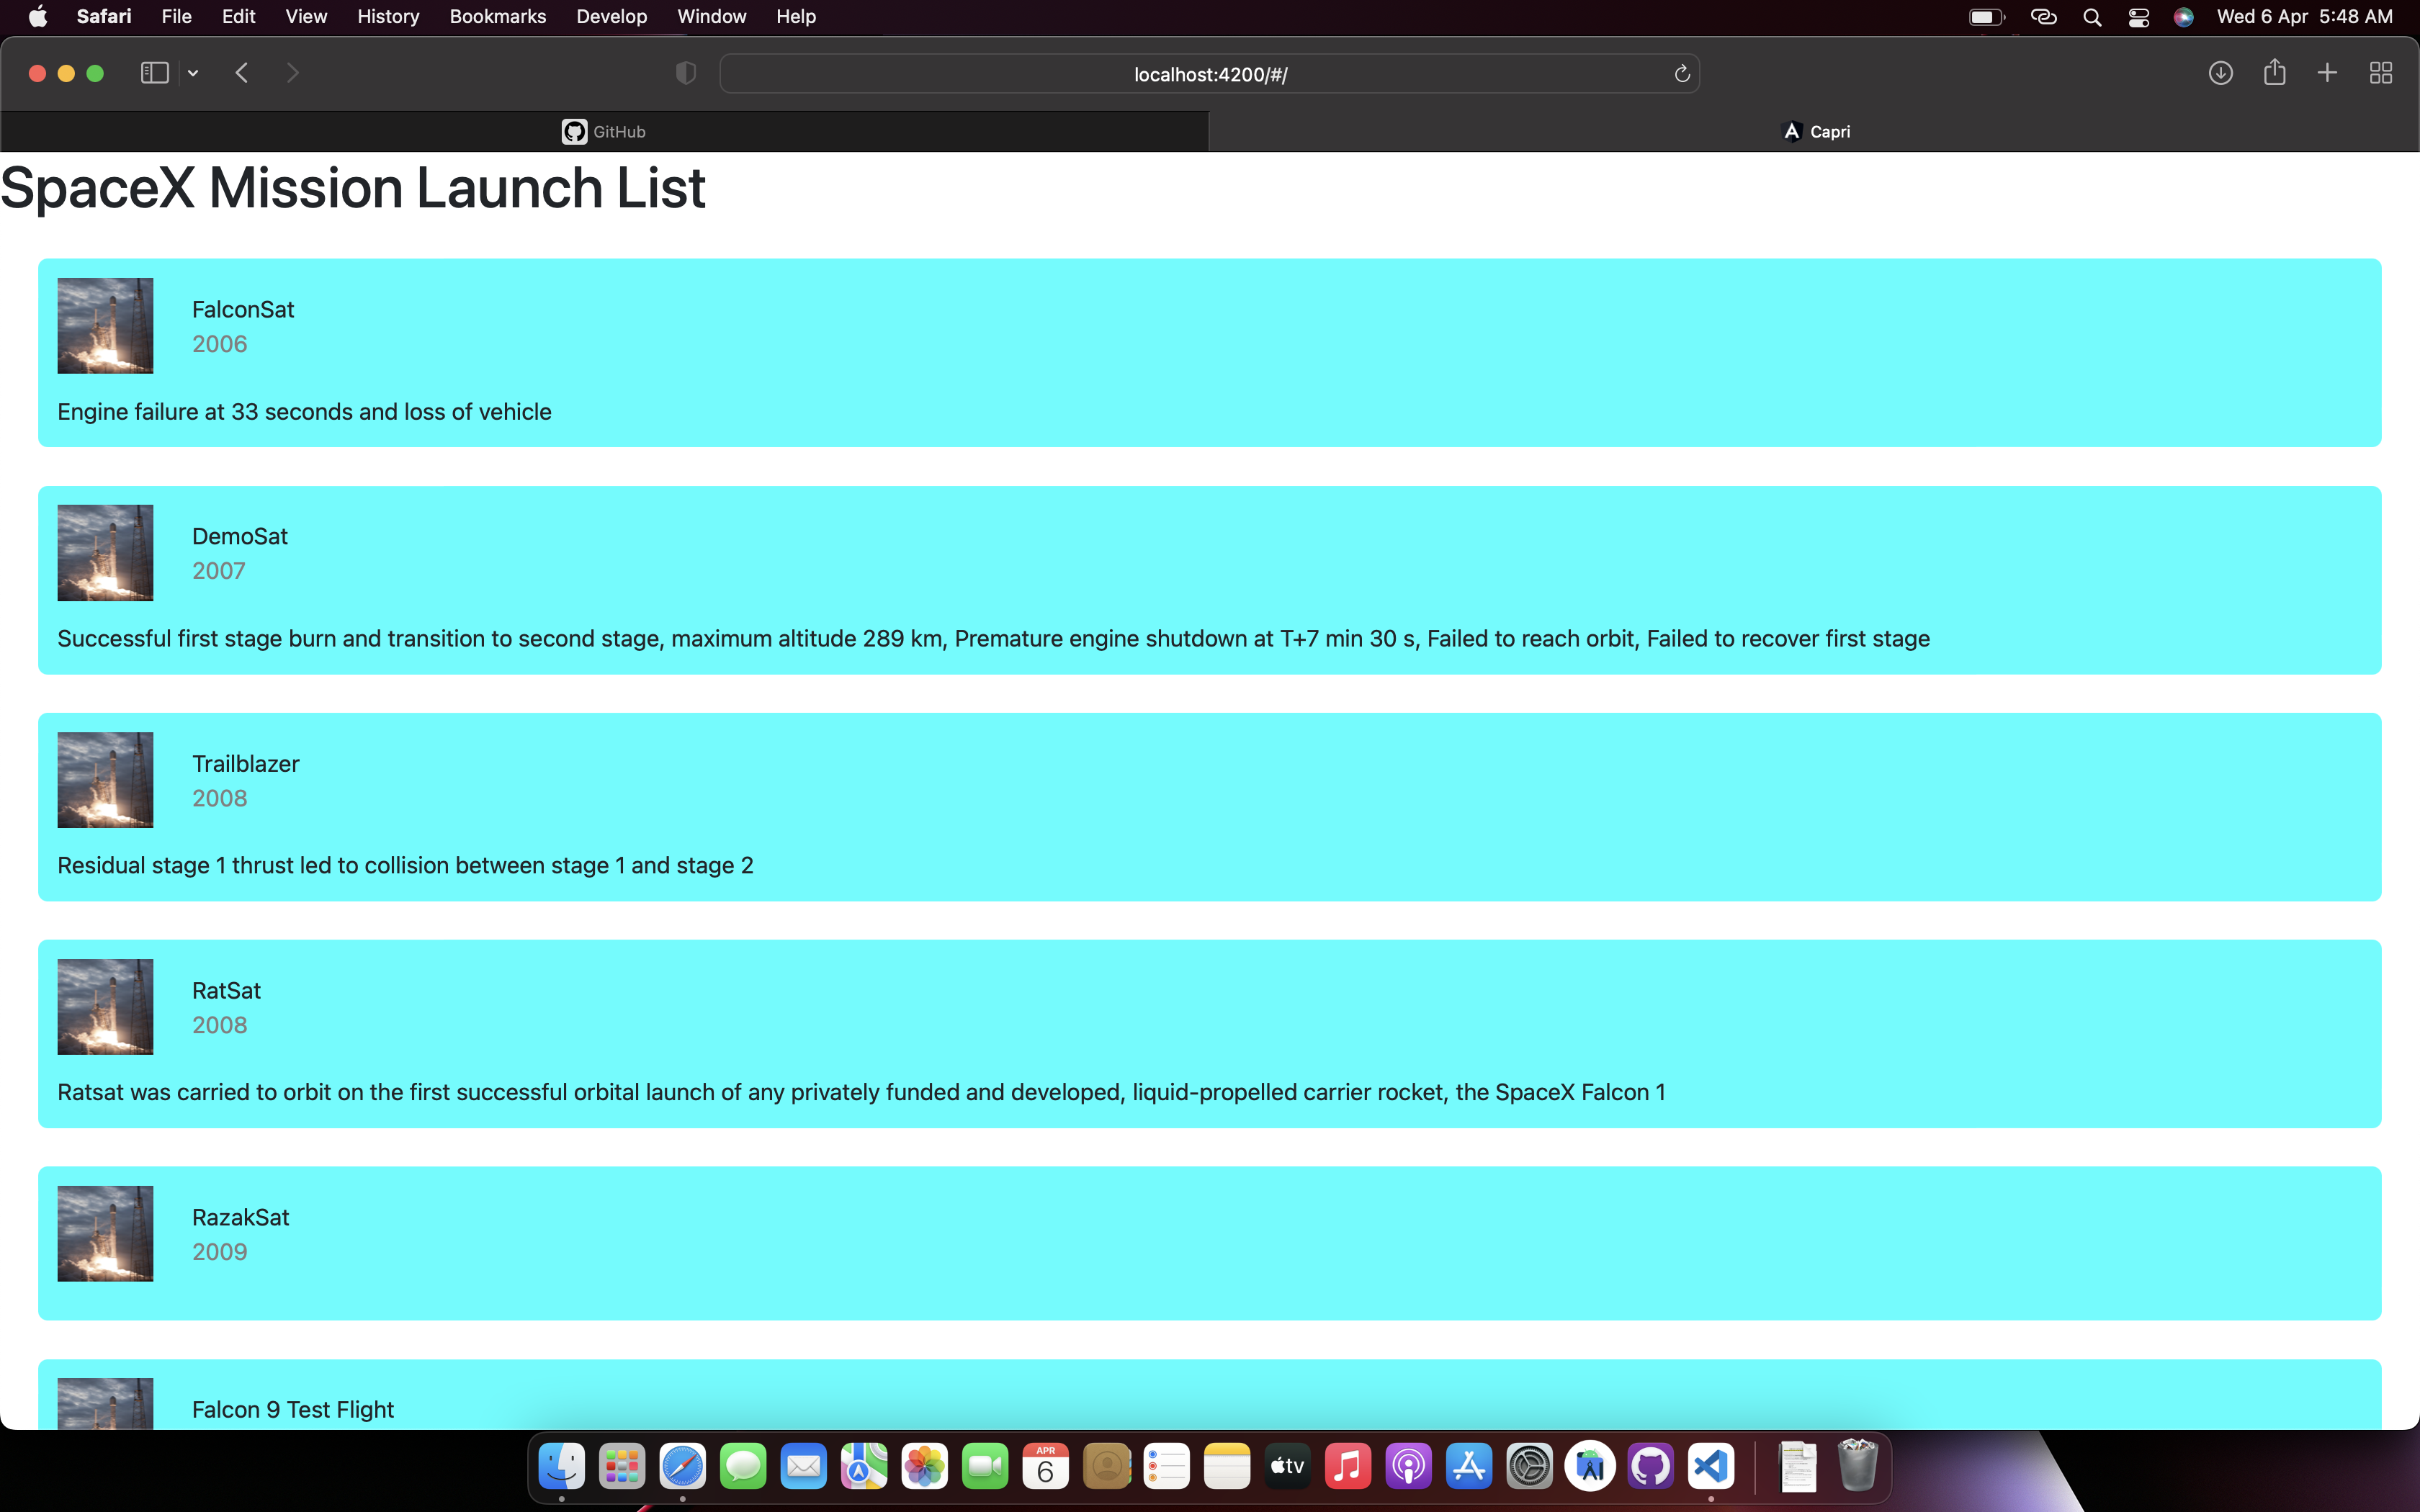 Safari File Edit View History Bookmarks Develop Window Help Wed 6 Apr 5:48 AM
localhost:4200/#/
GitHub Capri
SpaceX Mission Launch List
FalconSat
2006
Engine failure at 33 seconds and loss of vehicle
DemoSat
2007
Successful first stage burn and transition to second stage, maximum altitude 289 km, Premature engine shutdown at T+7 min 30 s, Failed to reach orbit, Failed to recover first stage
Trailblazer
2008
Residual stage 1 thrust led to collision between stage 1 and stage 2
RatSat
2008
Ratsat was carried to orbit on the first successful orbital launch of any privately funded and developed, liquid-propelled carrier rocket, the SpaceX Falcon 1
RazakSat
2009
Falcon 9 Test Flight
APR
6
tv